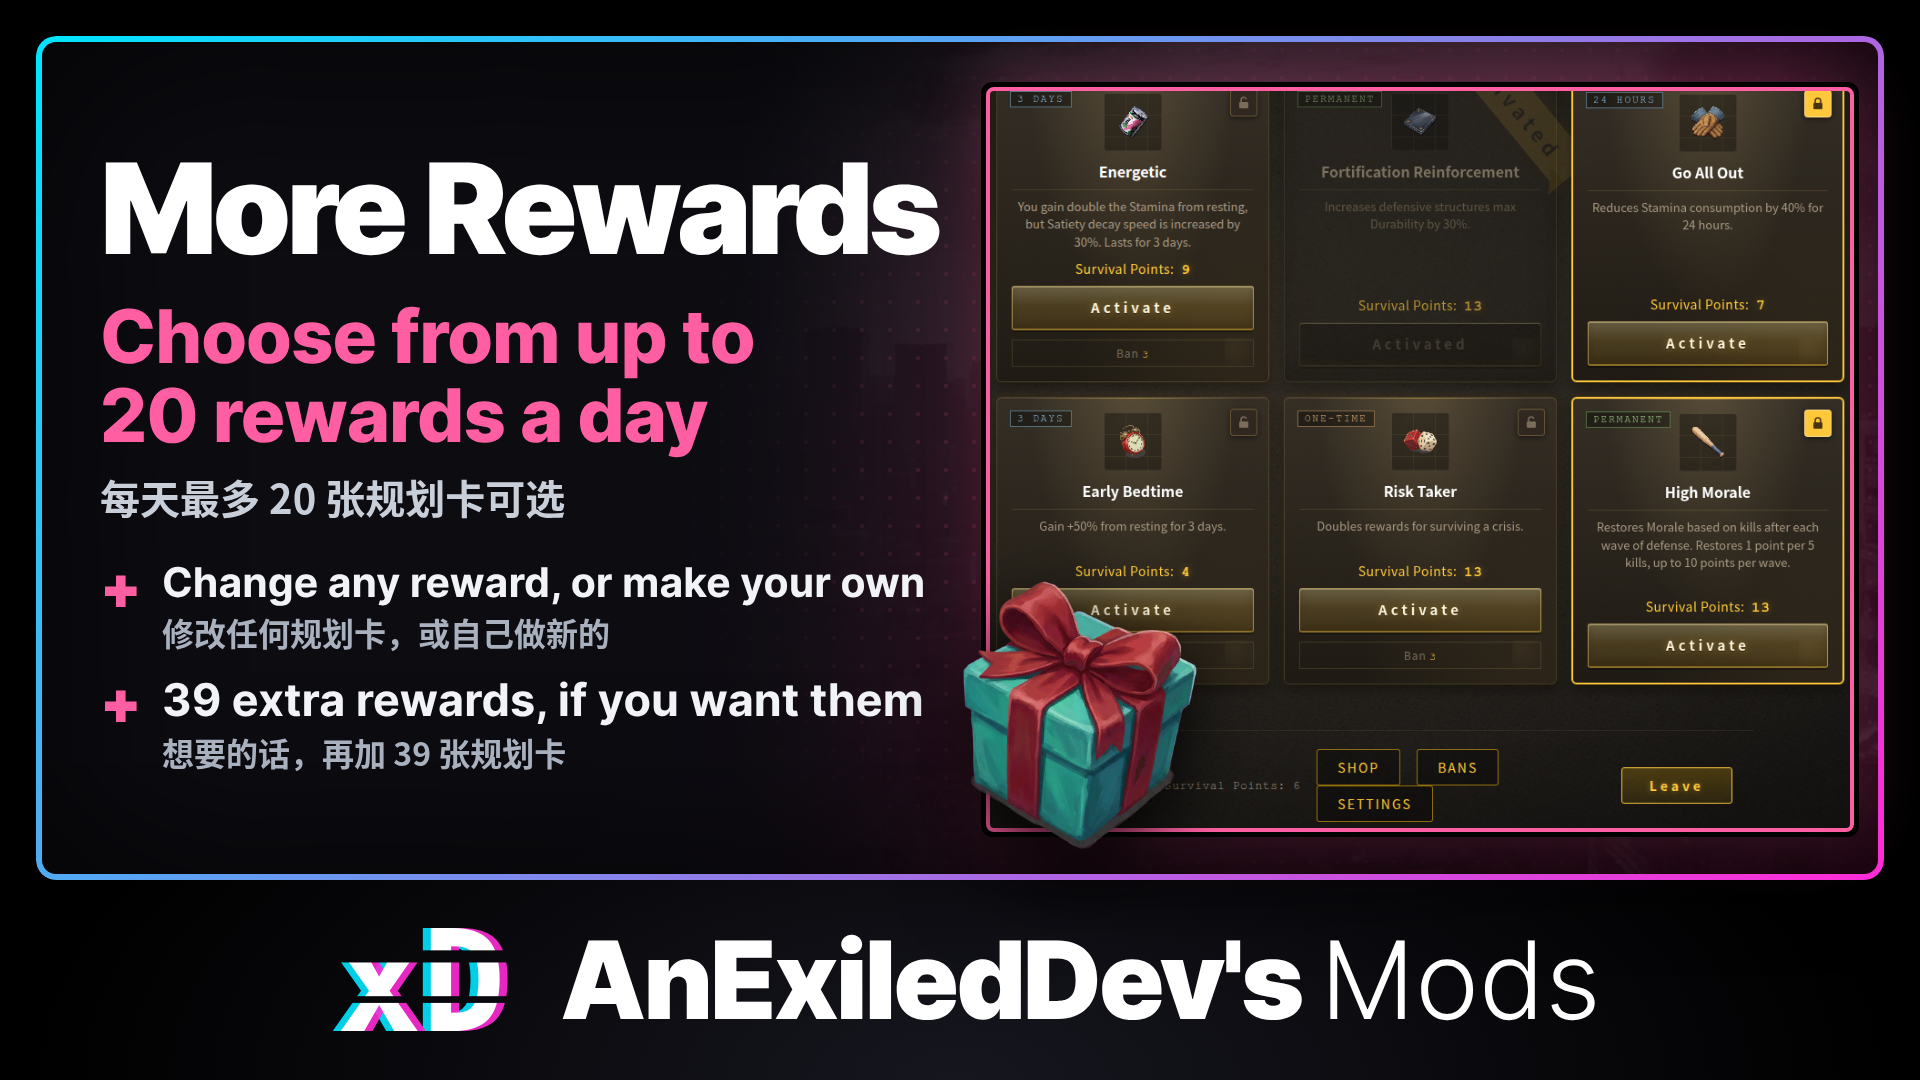 More Rewards
Choose from up to
20 rewards a day
每天最多 20 张规划卡可选
+ Change any reward, or make your own
修改任何规划卡，或自己做新的
+ 39 extra rewards, if you want them
想要的话，再加 39 张规划卡
3 DAYS
Energetic
You gain double the Stamina from resting,
but Satiety decay speed is increased by
30%. Lasts for 3 days.
Survival Points: 9
Activate
Ban 3
PERMANENT
Fortification Reinforcement
Increases defensive structures max
Durability by 30%.
Survival Points: 13
Activated
24 HOURS
Go All Out
Reduces Stamina consumption by 40% for
24 hours.
Survival Points: 7
Activate
3 DAYS
Early Bedtime
Gain +50% from resting for 3 days.
Survival Points: 4
Activate
ONE-TIME
Risk Taker
Doubles rewards for surviving a crisis.
Survival Points: 13
Activate
Ban 3
PERMANENT
High Morale
Restores Morale based on kills after each
wave of defense. Restores 1 point per 5
kills, up to 10 points per wave.
Survival Points: 13
Activate
Survival Points: 6
SHOP
BANS
SETTINGS
Leave
xD AnExiledDev's Mods